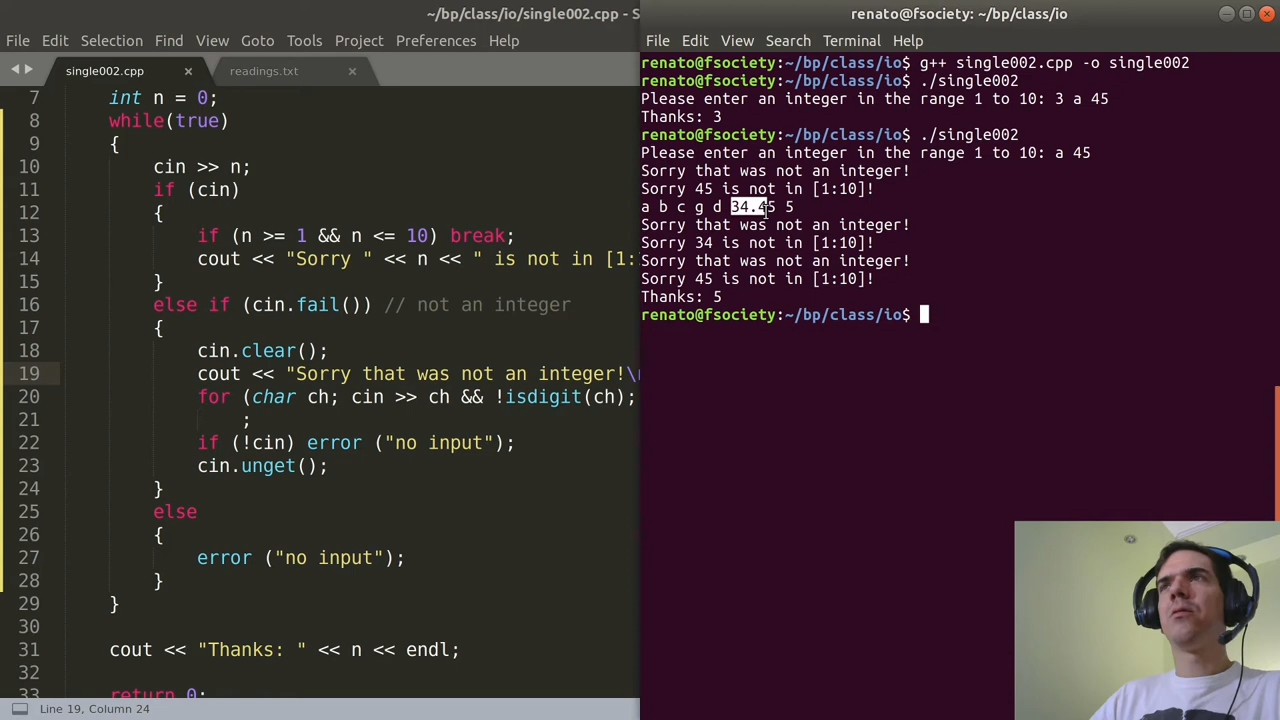 ~/bp/class/io/single002.cpp - S
File Edit Selection Find View Goto Tools Project Preferences Help
single002.cpp × readings.txt ×
7 int n = 0;
8 while(true)
9 {
10 cin >> n;
11 if (cin)
12 {
13 if (n >= 1 && n <= 10) break;
14 cout << "Sorry " << n << " is not in [1:
15 }
16 else if (cin.fail()) // not an integer
17 {
18 cin.clear();
19 cout << "Sorry that was not an integer!\
20 for (char ch; cin >> ch && !isdigit(ch);
21 ;
22 if (!cin) error ("no input");
23 cin.unget();
24 }
25 else
26 {
27 error ("no input");
28 }
29 }
30
31 cout << "Thanks: " << n << endl;
32
33 return 0;
Line 19, Column 24
renato@fsociety: ~/bp/class/io
File Edit View Search Terminal Help
renato@fsociety:~/bp/class/io$ g++ single002.cpp -o single002
renato@fsociety:~/bp/class/io$ ./single002
Please enter an integer in the range 1 to 10: 3 a 45
Thanks: 3
renato@fsociety:~/bp/class/io$ ./single002
Please enter an integer in the range 1 to 10: a 45
Sorry that was not an integer!
Sorry 45 is not in [1:10]!
a b c g d 34.45 5
Sorry that was not an integer!
Sorry 34 is not in [1:10]!
Sorry that was not an integer!
Sorry 45 is not in [1:10]!
Thanks: 5
renato@fsociety:~/bp/class/io$